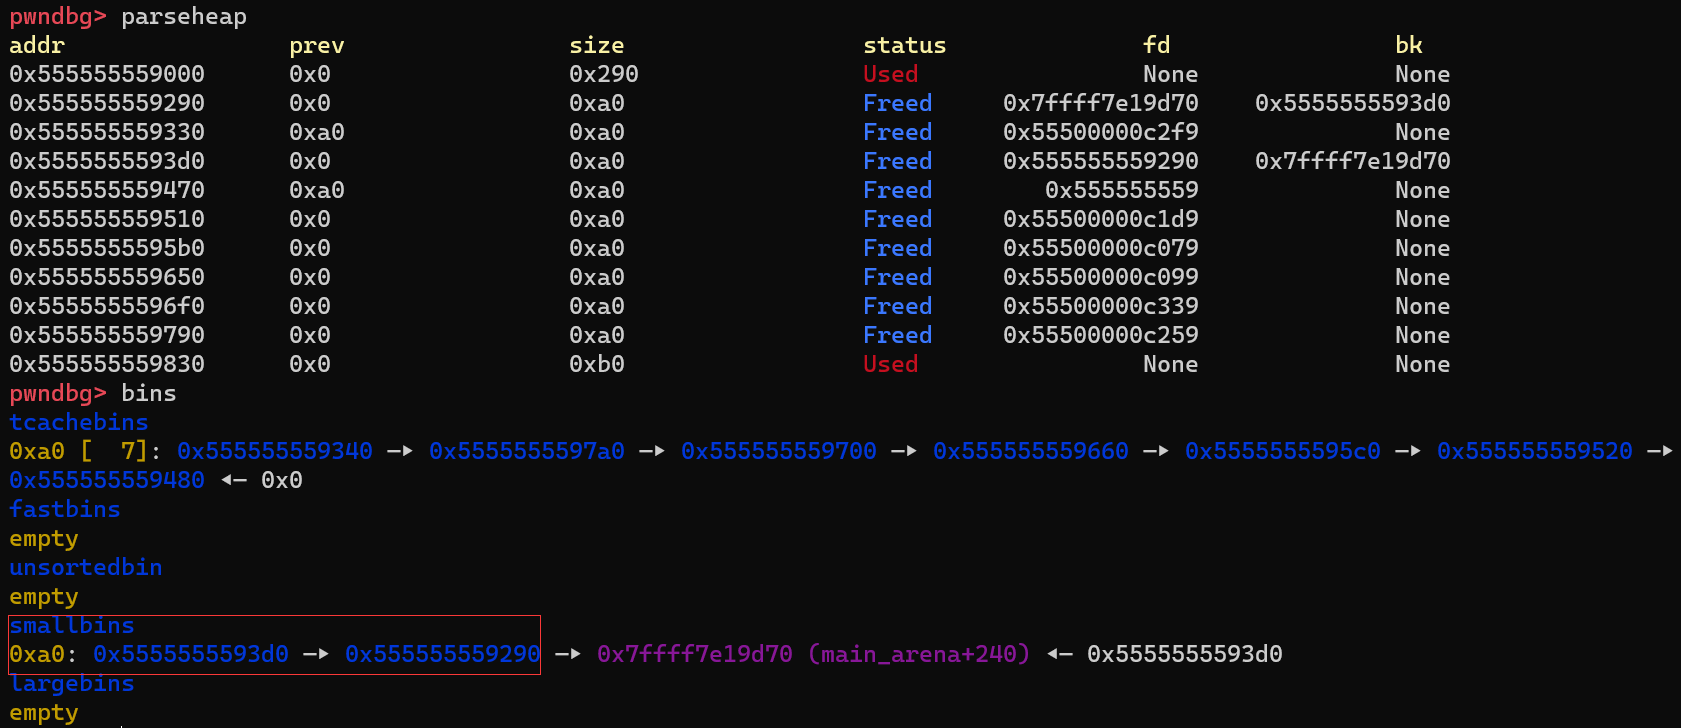 pwndbg> parseheap
addr prev size status fd bk
0x555555559000 0x0 0x290 Used None None
0x555555559290 0x0 0xa0 Freed 0x7ffff7e19d70 0x5555555593d0
0x555555559330 0xa0 0xa0 Freed 0x55500000c2f9 None
0x5555555593d0 0x0 0xa0 Freed 0x555555559290 0x7ffff7e19d70
0x555555559470 0xa0 0xa0 Freed 0x555555559 None
0x555555559510 0x0 0xa0 Freed 0x55500000c1d9 None
0x5555555595b0 0x0 0xa0 Freed 0x55500000c079 None
0x555555559650 0x0 0xa0 Freed 0x55500000c099 None
0x5555555596f0 0x0 0xa0 Freed 0x55500000c339 None
0x555555559790 0x0 0xa0 Freed 0x55500000c259 None
0x555555559830 0x0 0xb0 Used None None
pwndbg> bins
tcachebins
0xa0 [  7]: 0x555555559340 —▸ 0x5555555597a0 —▸ 0x555555559700 —▸ 0x555555559660 —▸ 0x5555555595c0 —▸ 0x555555559520 —▸
0x555555559480 ◂— 0x0
fastbins
empty
unsortedbin
empty
smallbins
0xa0: 0x5555555593d0 —▸ 0x555555559290 —▸ 0x7ffff7e19d70 (main_arena+240) ◂— 0x5555555593d0
largebins
empty